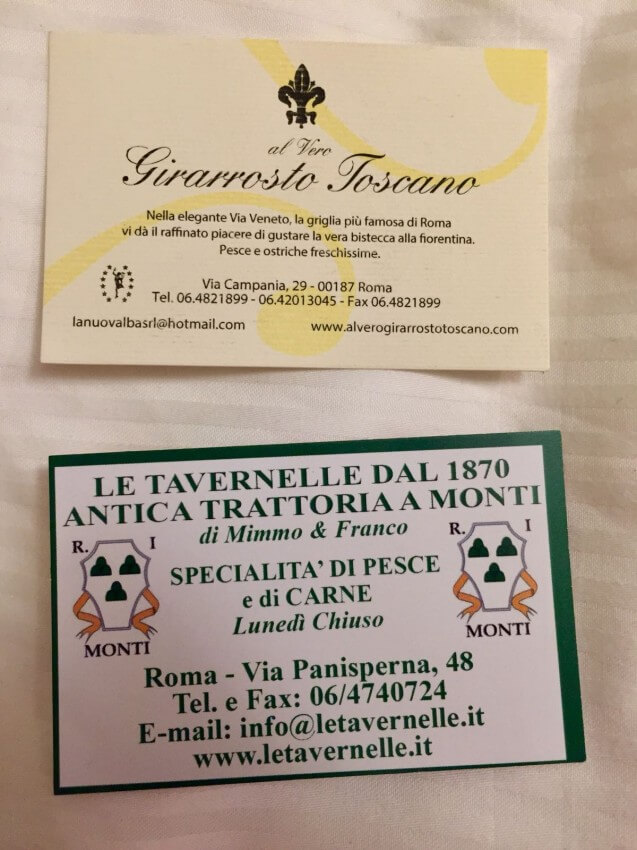 al Vero
Girarrosto Toscano
Nella elegante Via Veneto, la griglia più famosa di Roma
vi dà il raffinato piacere di gustare la vera bistecca alla fiorentina.
Pesce e ostriche freschissime.
Via Campania, 29 - 00187 Roma
Tel. 06.4821899 - 06.42013045 - Fax 06.4821899
lanuovalbasrl@hotmail.com www.alverogirarrostotoscano.com
LE TAVERNELLE DAL 1870
ANTICA TRATTORIA A MONTI
di Mimmo & Franco
R. I
MONTI
SPECIALITA' DI PESCE
e di CARNE
Lunedì Chiuso
R. I
MONTI
Roma - Via Panisperna, 48
Tel. e Fax: 06/4740724
E-mail: info@letavernelle.it
www.letavernelle.it